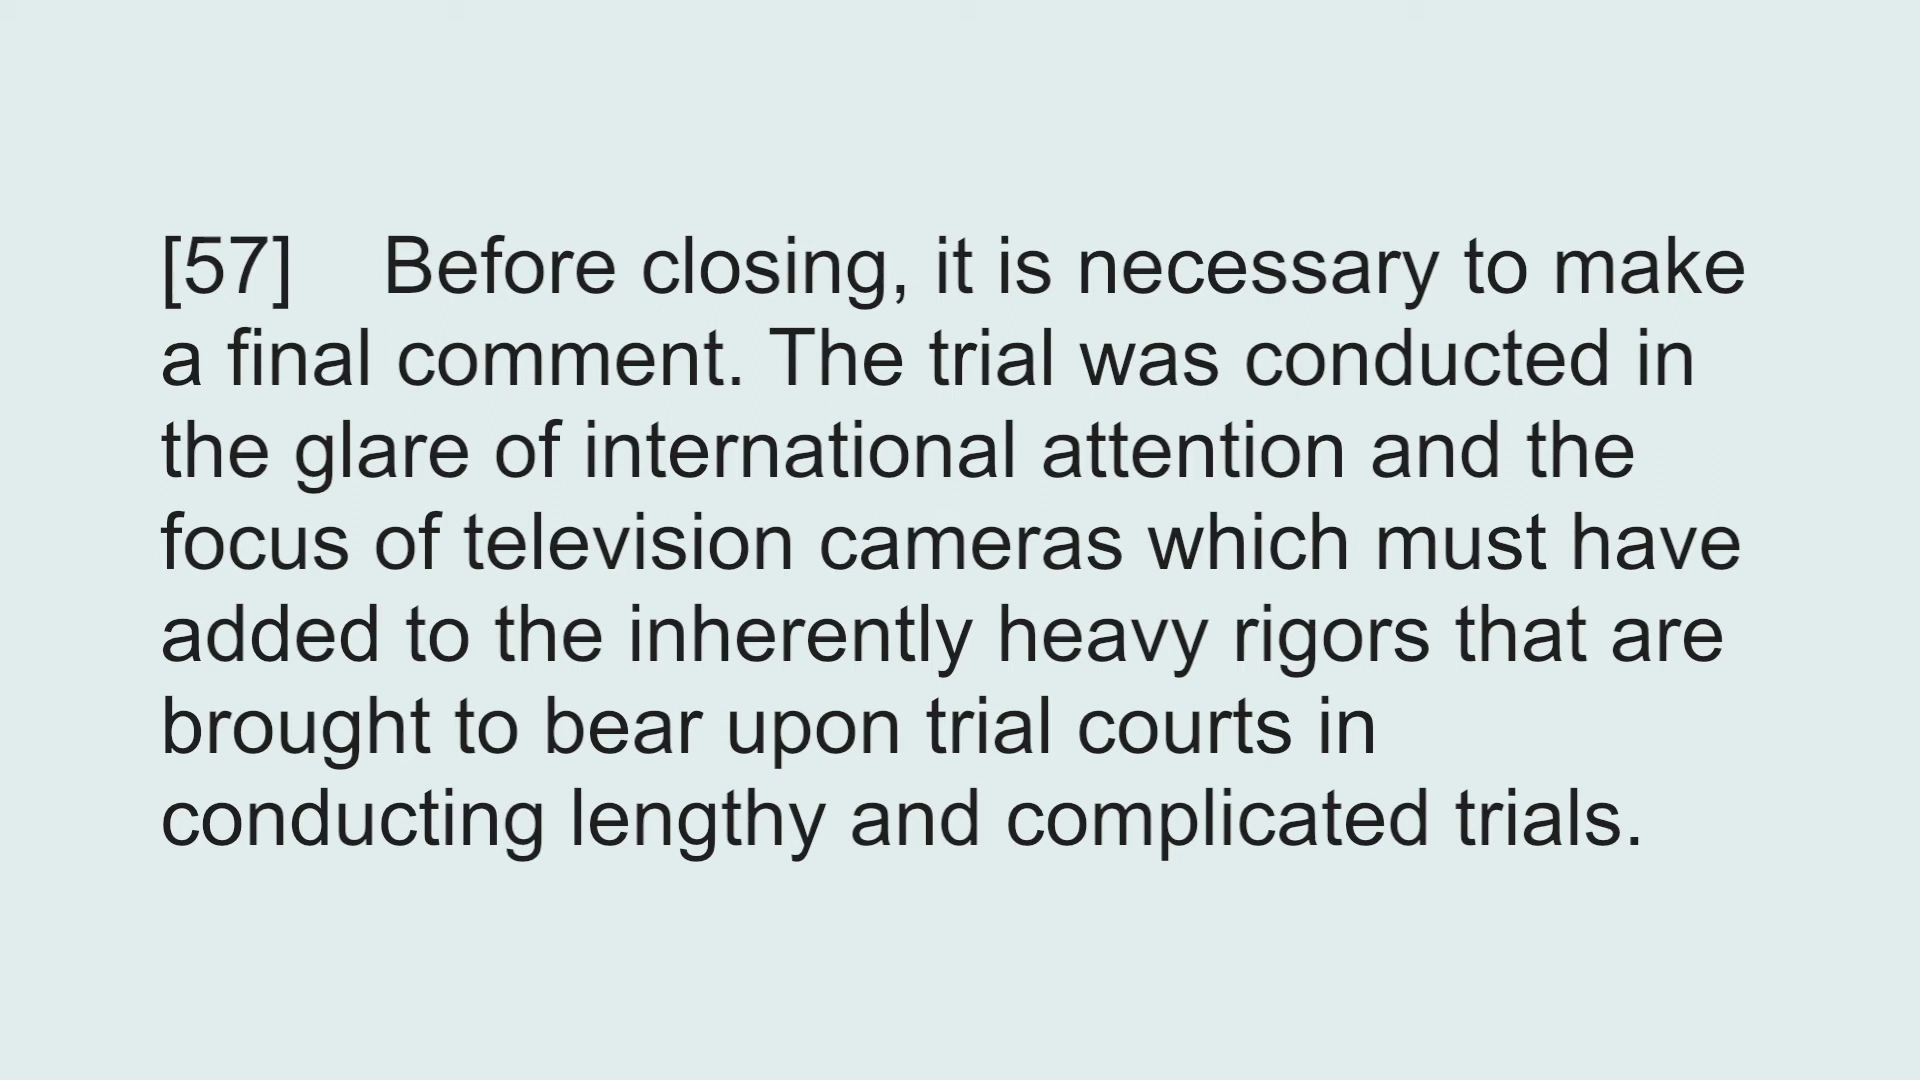 [57] Before closing, it is necessary to make
a final comment. The trial was conducted in
the glare of international attention and the
focus of television cameras which must have
added to the inherently heavy rigors that are
brought to bear upon trial courts in
conducting lengthy and complicated trials.